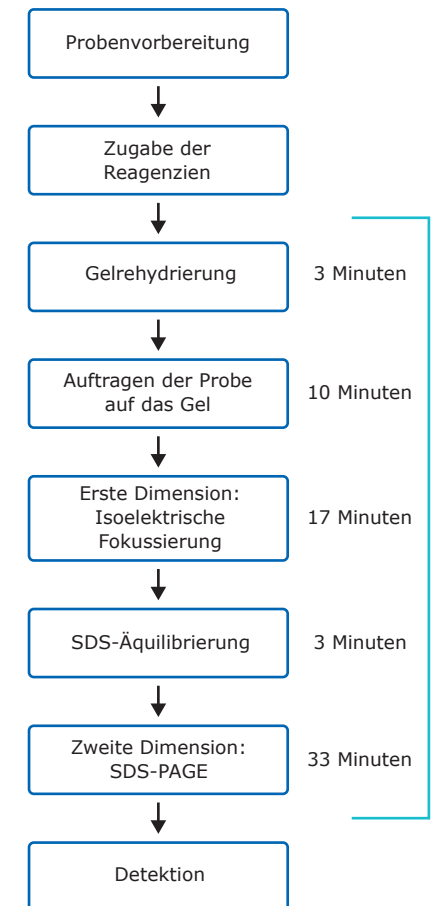 Probenvorbereitung
Zugabe der
Reagenzien
Gelrehydrierung
3 Minuten
Auftragen der Probe
auf das Gel
10 Minuten
Erste Dimension:
Isoelektrische
Fokussierung
17 Minuten
SDS-Äquilibrierung
3 Minuten
Zweite Dimension:
SDS-PAGE
33 Minuten
Detektion